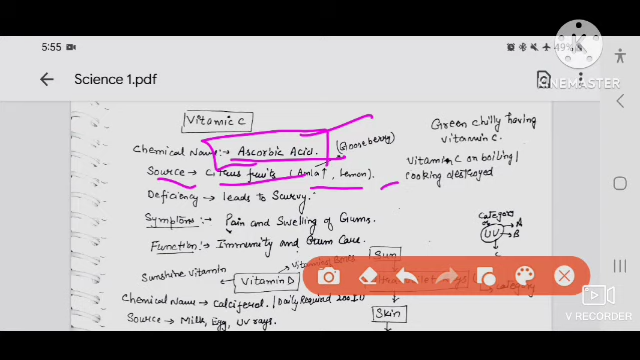 5:55
49%
KINEMASTER
Science 1.pdf
Vitamin C
Chemical Name:→ Ascorbic Acid. (Gooseberry)
Source → Citrus fruits (Amla↑, Lemon).
Deficiency → leads to Scurvy.
Symptoms:→ Pain and Swelling of Gums.
Function:→ Immunity and Gum Care.
Green chilly having
vitamin C.
Vitamin C on boiling/
cooking destroyed
Category
UV → A
→ B
Sun
Sunshine vitamin
Vitamin D
Chemical Name → Calciferol. / Daily Required 200 I.U
Source → Milk, Egg, UV rays.
Skin
Category
V RECORDER